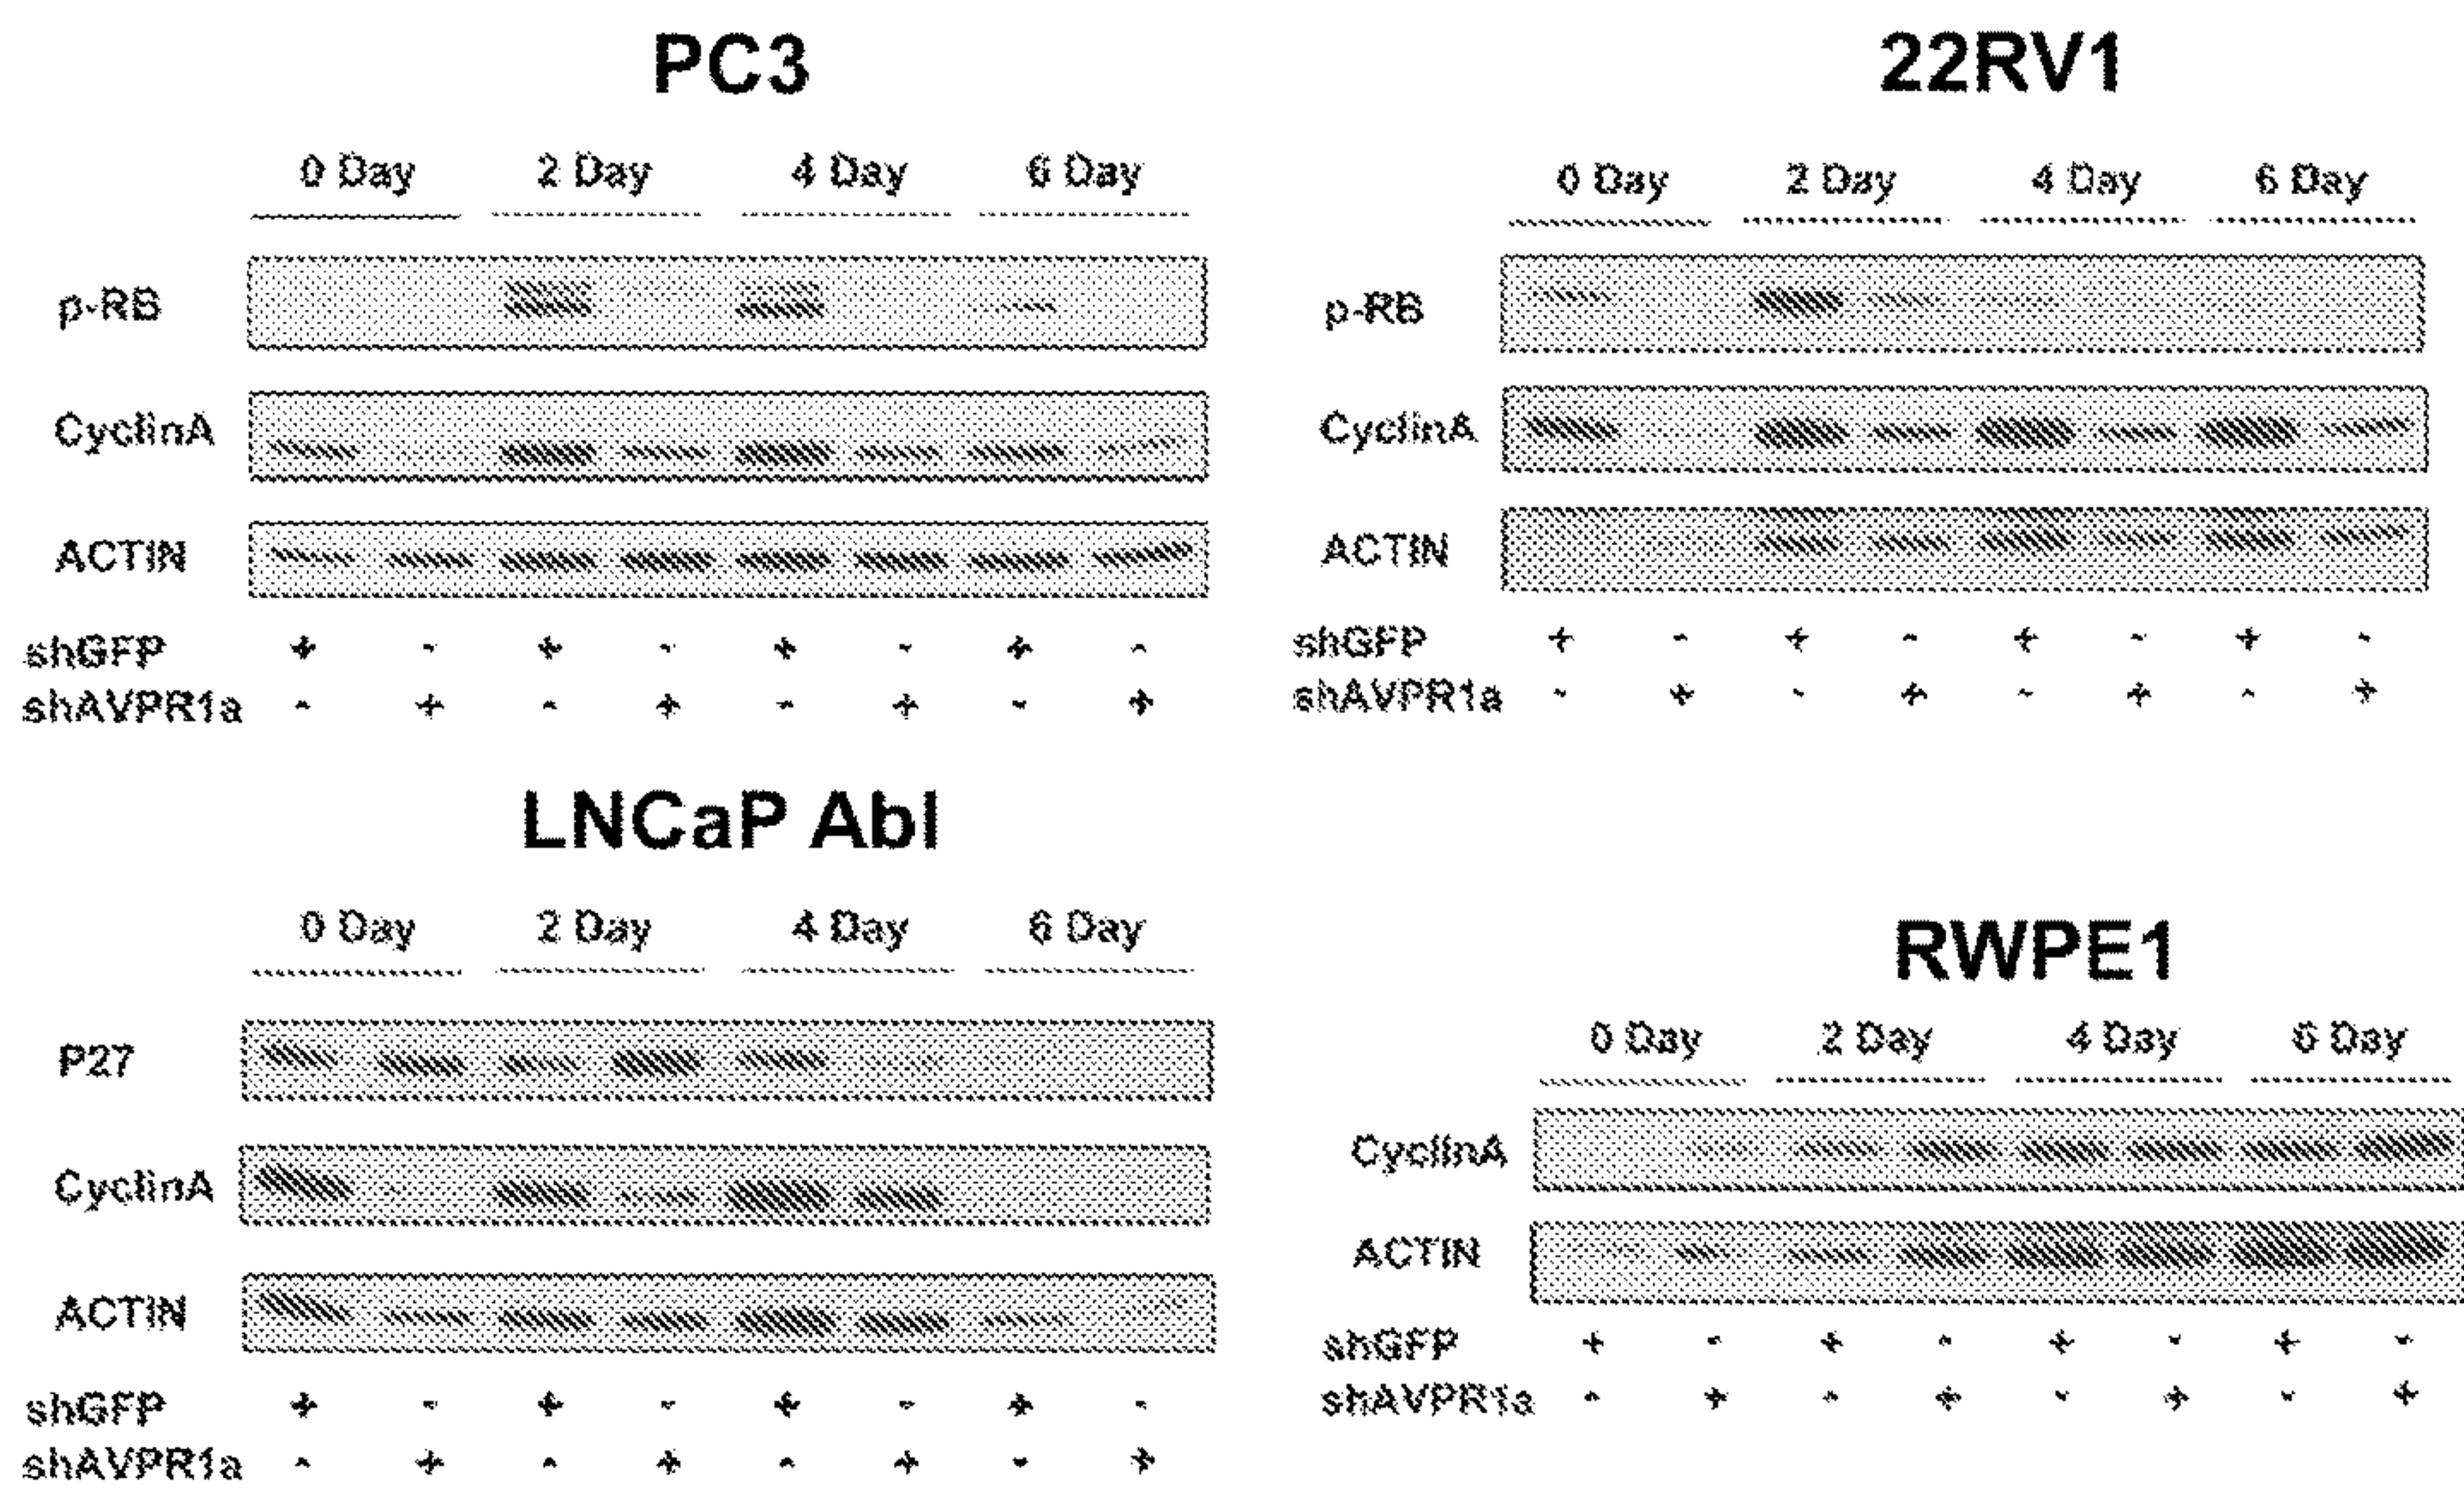 PC3
0 Day 2 Day 4 Day 6 Day
p-RB
CyclinA
ACTIN
shGFP + - + - + - + -
shAVPR1a - + - + - + - +
22RV1
0 Day 2 Day 4 Day 6 Day
p-RB
CyclinA
ACTIN
shGFP + - + - + - + -
shAVPR1a - + - + - + - +
LNCaP Abl
0 Day 2 Day 4 Day 6 Day
P27
CyclinA
ACTIN
shGFP + - + - + - + -
shAVPR1a - + - + - + - +
RWPE1
0 Day 2 Day 4 Day 6 Day
CyclinA
ACTIN
shGFP + - + - + - + -
shAVPR1a - + - + - + - +